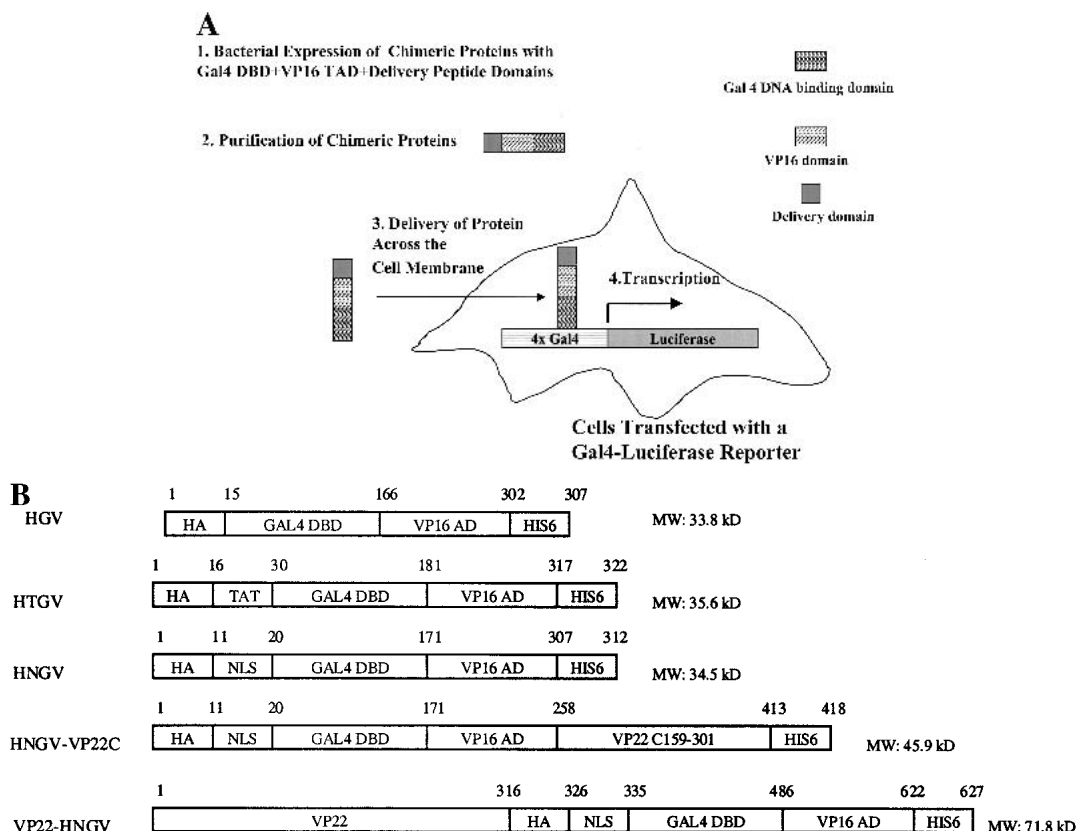 A
1. Bacterial Expression of Chimeric Proteins with
Gal4 DBD+VP16 TAD+Delivery Peptide Domains
Gal 4 DNA binding domain
2. Purification of Chimeric Proteins
VP16 domain
Delivery domain
3. Delivery of Protein
Across the
Cell Membrane
4.Transcription
4x Gal4 Luciferase
Cells Transfected with a
Gal4-Luciferase Reporter
B
1 15 166 302 307
HGV HA GAL4 DBD VP16 AD HIS6 MW: 33.8 kD
1 16 30 181 317 322
HTGV HA TAT GAL4 DBD VP16 AD HIS6 MW: 35.6 kD
1 11 20 171 307 312
HNGV HA NLS GAL4 DBD VP16 AD HIS6 MW: 34.5 kD
1 11 20 171 258 413 418
HNGV-VP22C HA NLS GAL4 DBD VP16 AD VP22 C159-301 HIS6 MW: 45.9 kD
1 316 326 335 486 622 627
VP22-HNGV VP22 HA NLS GAL4 DBD VP16 AD HIS6 MW: 71.8 kD